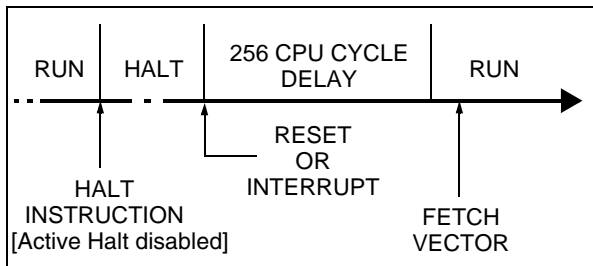 RUN
HALT
256 CPU CYCLE
DELAY
RUN
RESET
OR
INTERRUPT
HALT
INSTRUCTION
[Active Halt disabled]
FETCH
VECTOR